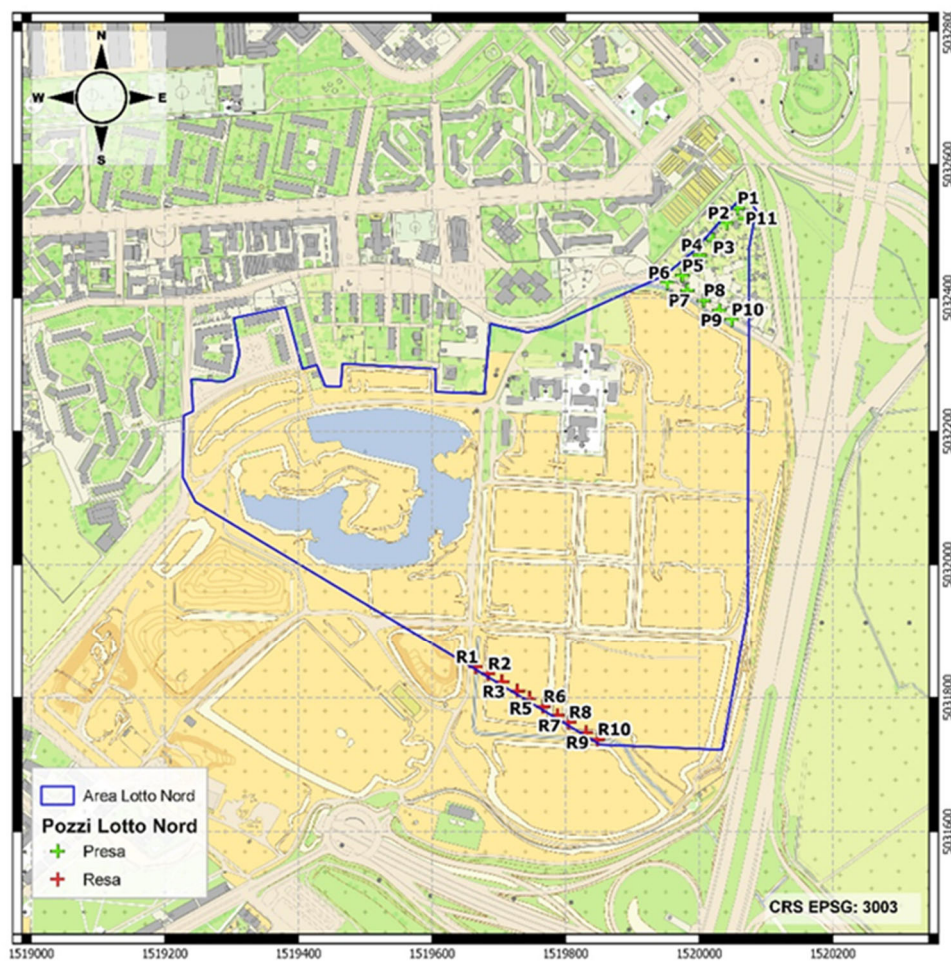 N
W E
S
P1
P2
P11
P4
P3
P5
P6
P8
P7
P10
P9
R1
R2
R3
R6
R5
R8
R7
R10
R9
Area Lotto Nord
Pozzi Lotto Nord
Presa
Resa
CRS EPSG: 3003
5032600
5032400
5032200
5032000
5031800
5031600
1519000 1519200 1519400 1519600 1519800 1520000 1520200